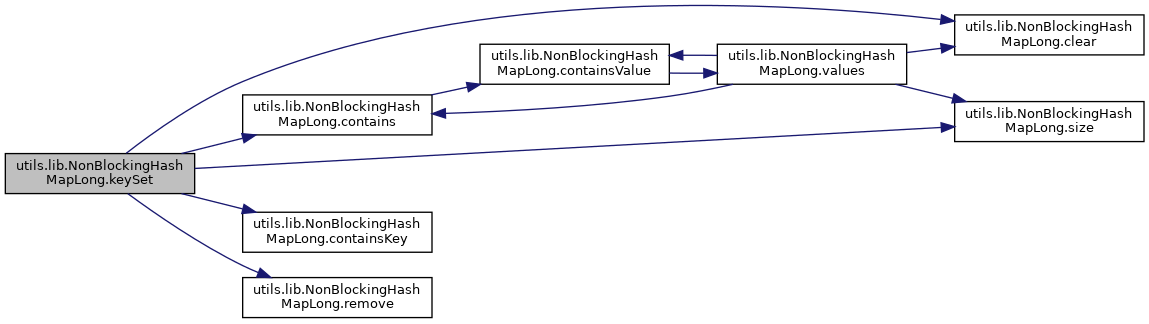 utils.lib.NonBlockingHash
MapLong.keySet
utils.lib.NonBlockingHash
MapLong.contains
utils.lib.NonBlockingHash
MapLong.containsValue
utils.lib.NonBlockingHash
MapLong.values
utils.lib.NonBlockingHash
MapLong.clear
utils.lib.NonBlockingHash
MapLong.size
utils.lib.NonBlockingHash
MapLong.containsKey
utils.lib.NonBlockingHash
MapLong.remove